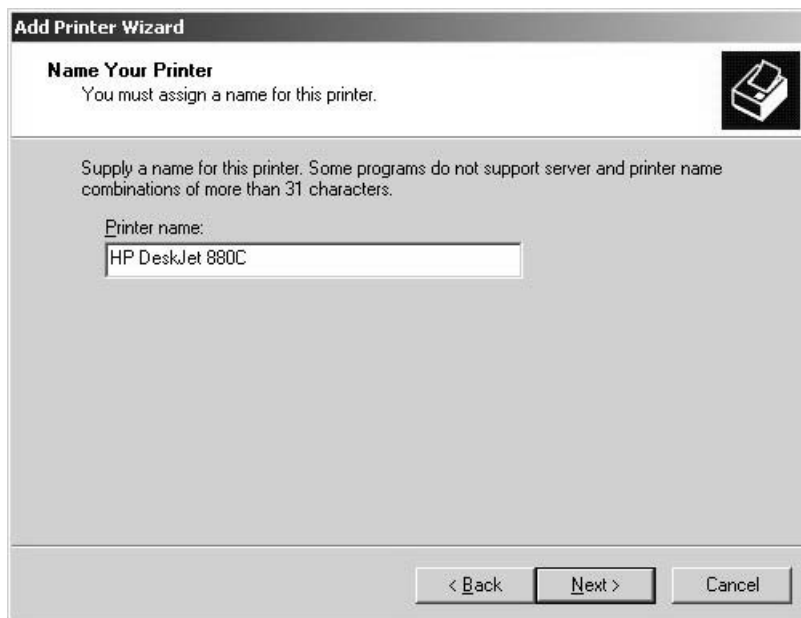 Add Printer Wizard
Name Your Printer
You must assign a name for this printer.
Supply a name for this printer. Some programs do not support server and printer name
combinations of more than 31 characters.
Printer name:
HP DeskJet 880C
< Back
Next >
Cancel